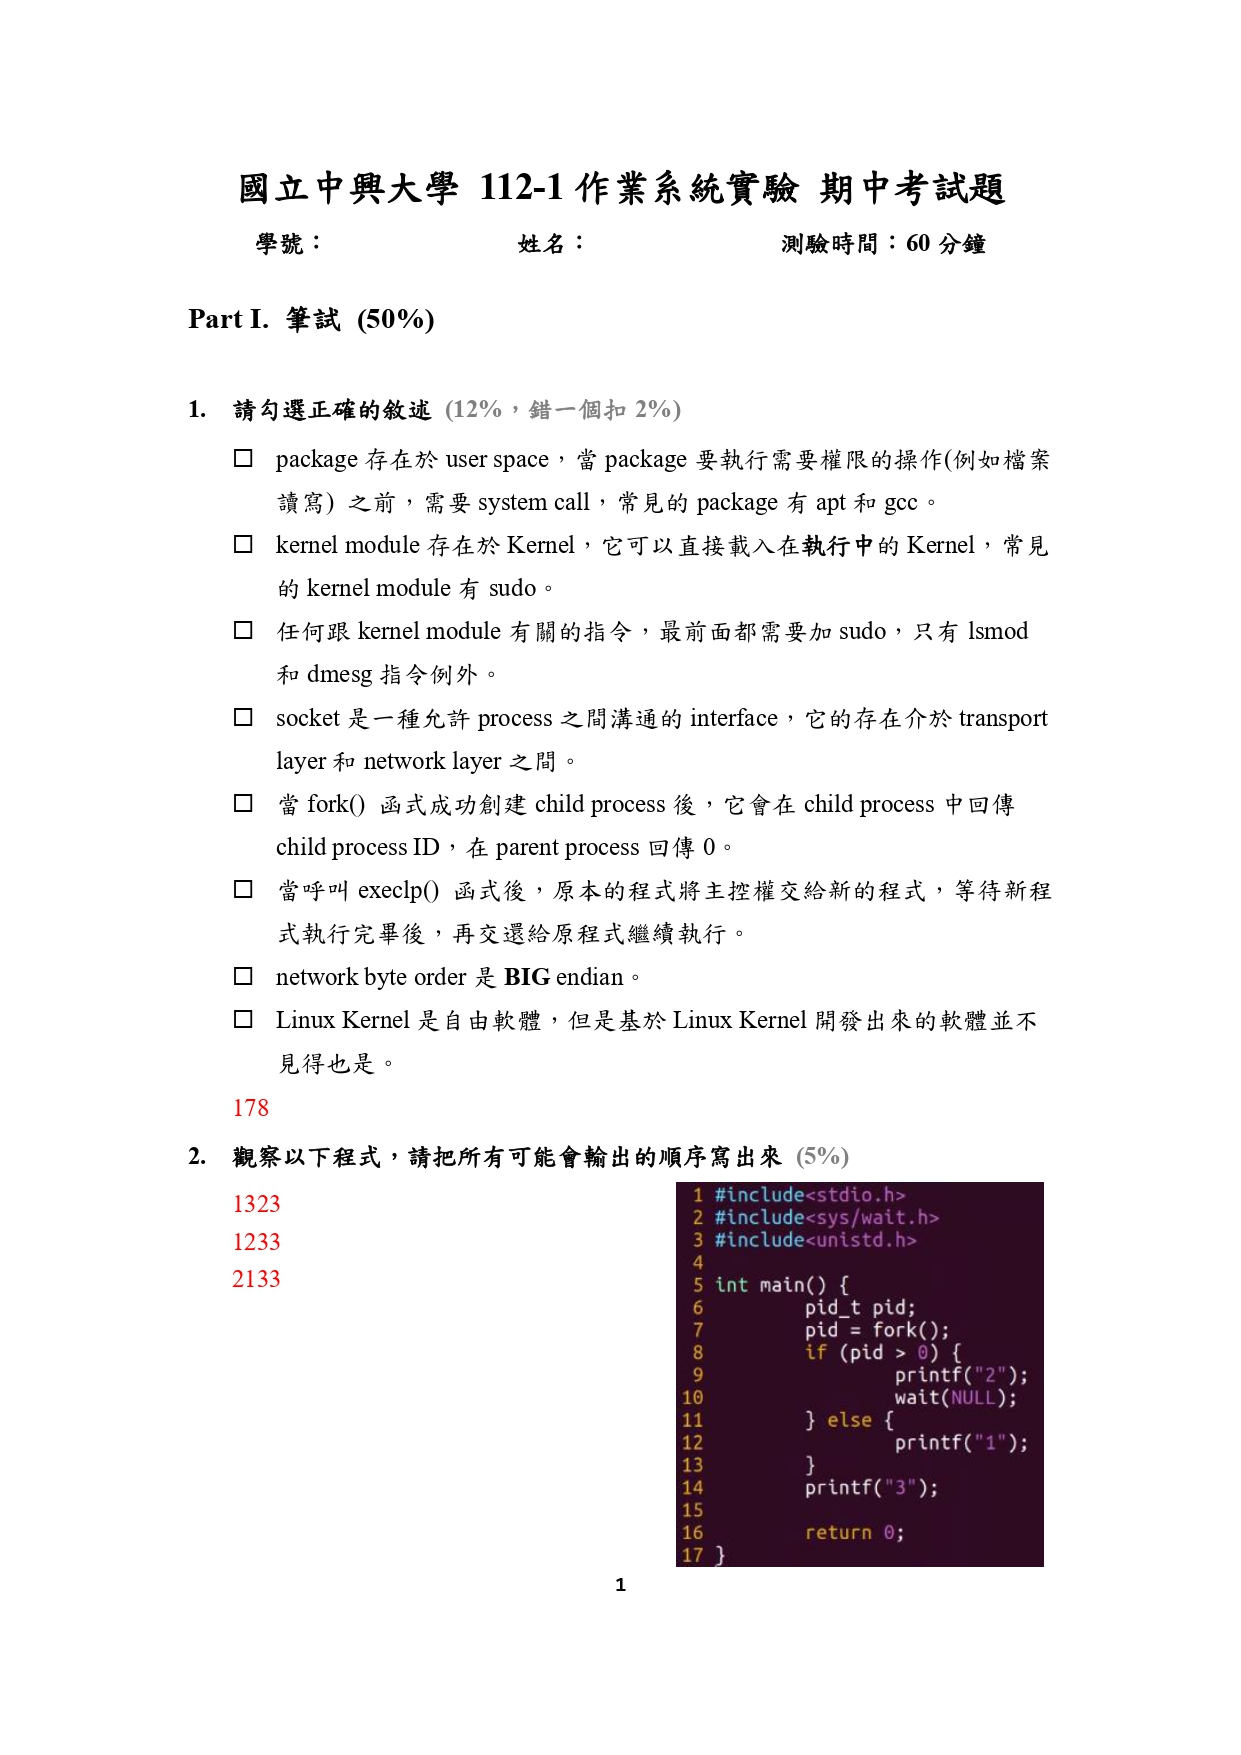 國立中興大學 112-1 作業系統實驗 期中考試題
學號： 姓名： 測驗時間：60 分鐘
Part I. 筆試 (50%)
1. 請勾選正確的敘述 (12%，錯一個扣 2%)
☐ package 存在於 user space，當 package 要執行需要權限的操作(例如檔案
讀寫) 之前，需要 system call，常見的 package 有 apt 和 gcc。
☐ kernel module 存在於 Kernel，它可以直接載入在執行中的 Kernel，常見
的 kernel module 有 sudo。
☐ 任何跟 kernel module 有關的指令，最前面都需要加 sudo，只有 lsmod
和 dmesg 指令例外。
☐ socket 是一種允許 process 之間溝通的 interface，它的存在介於 transport
layer 和 network layer 之間。
☐ 當 fork() 函式成功創建 child process 後，它會在 child process 中回傳
child process ID，在 parent process 回傳 0。
☐ 當呼叫 execlp() 函式後，原本的程式將主控權交給新的程式，等待新程
式執行完畢後，再交還給原程式繼續執行。
☐ network byte order 是 BIG endian。
☐ Linux Kernel 是自由軟體，但是基於 Linux Kernel 開發出來的軟體並不
見得也是。
178
2. 觀察以下程式，請把所有可能會輸出的順序寫出來 (5%)
1323
1233
2133
1 #include<stdio.h>
2 #include<sys/wait.h>
3 #include<unistd.h>
4
5 int main() {
6 pid_t pid;
7 pid = fork();
8 if (pid > 0) {
9 printf("2");
10 wait(NULL);
11 } else {
12 printf("1");
13 }
14 printf("3");
15
16 return 0;
17 }
1